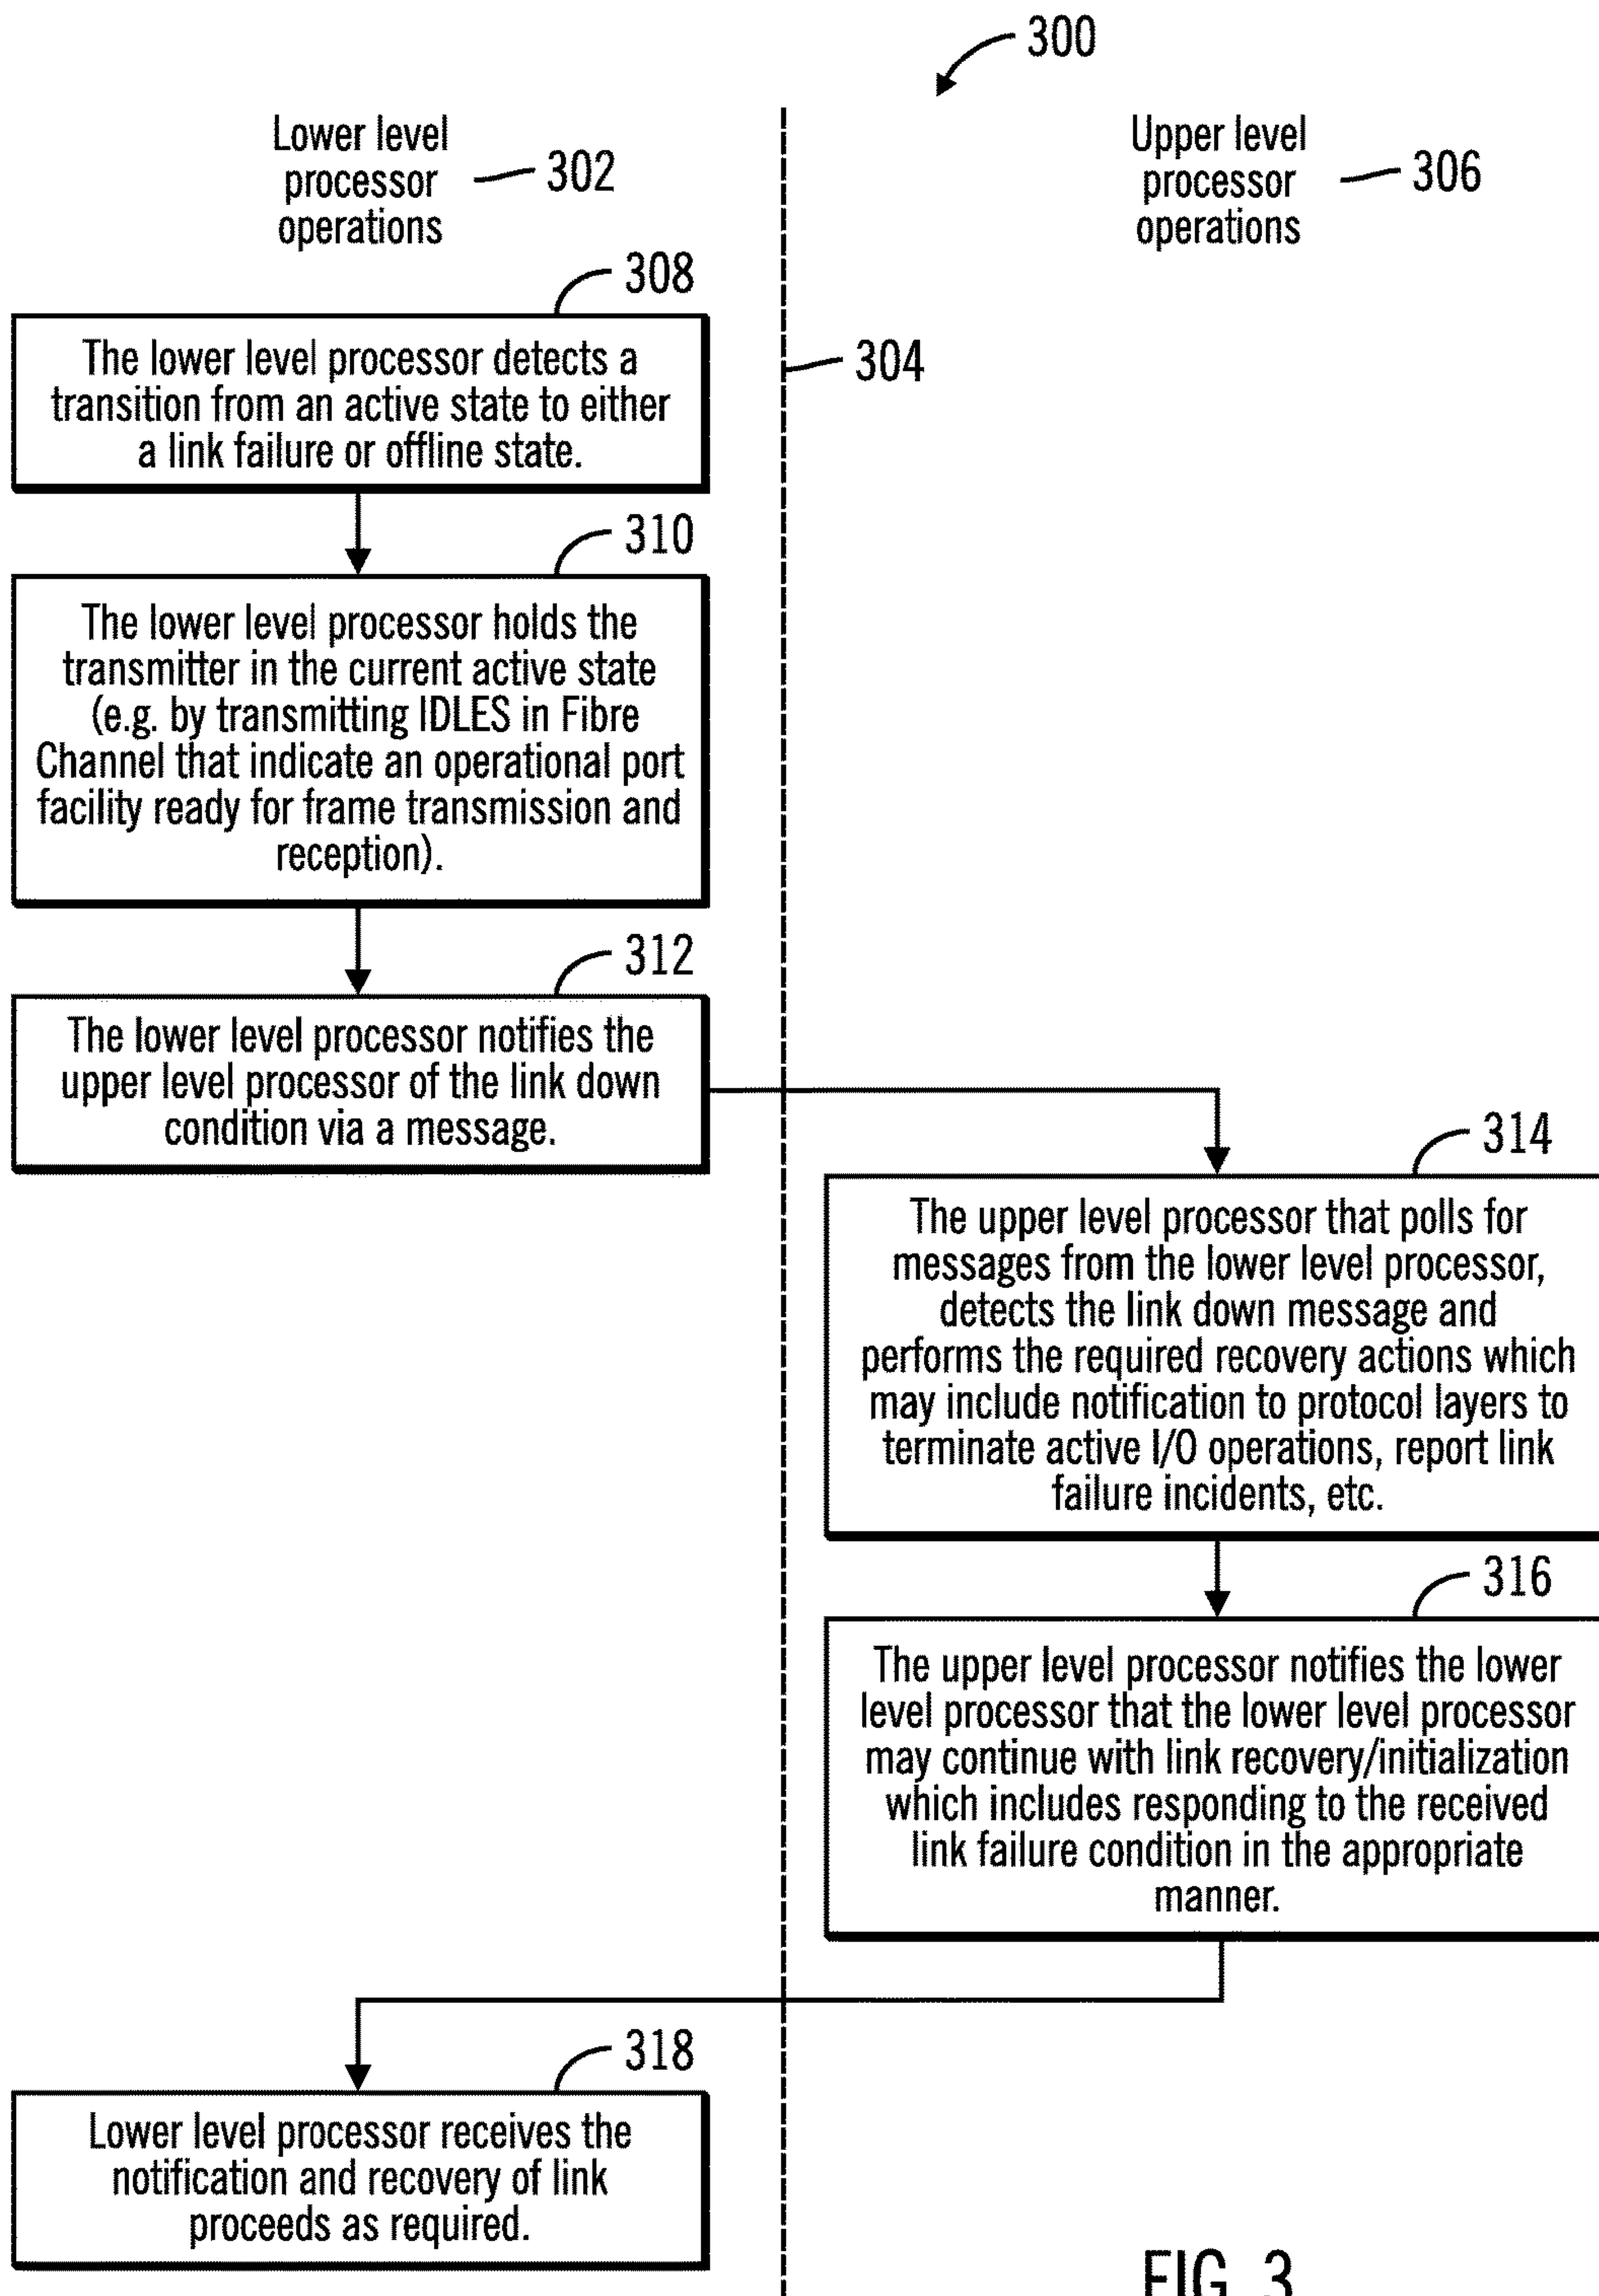 300
Lower level
processor
operations
302
Upper level
processor
operations
306
308
The lower level processor detects a
transition from an active state to either
a link failure or offline state.
304
310
The lower level processor holds the
transmitter in the current active state
(e.g. by transmitting IDLES in Fibre
Channel that indicate an operational port
facility ready for frame transmission and
reception).
312
The lower level processor notifies the
upper level processor of the link down
condition via a message.
314
The upper level processor that polls for
messages from the lower level processor,
detects the link down message and
performs the required recovery actions which
may include notification to protocol layers to
terminate active I/O operations, report link
failure incidents, etc.
316
The upper level processor notifies the lower
level processor that the lower level processor
may continue with link recovery/initialization
which includes responding to the received
link failure condition in the appropriate
manner.
318
Lower level processor receives the
notification and recovery of link
proceeds as required.
FIG. 3